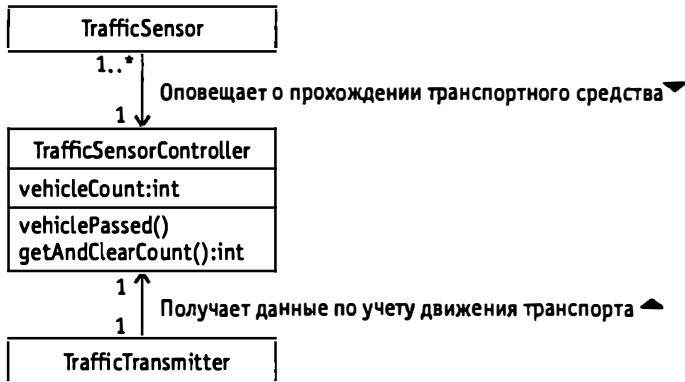 TrafficSensor
1..*
Оповещает о прохождении транспортного средства
1
TrafficSensorController
vehicleCount:int
vehiclePassed()
getAndClearCount():int
1
Получает данные по учету движения транспорта
1
TrafficTransmitter